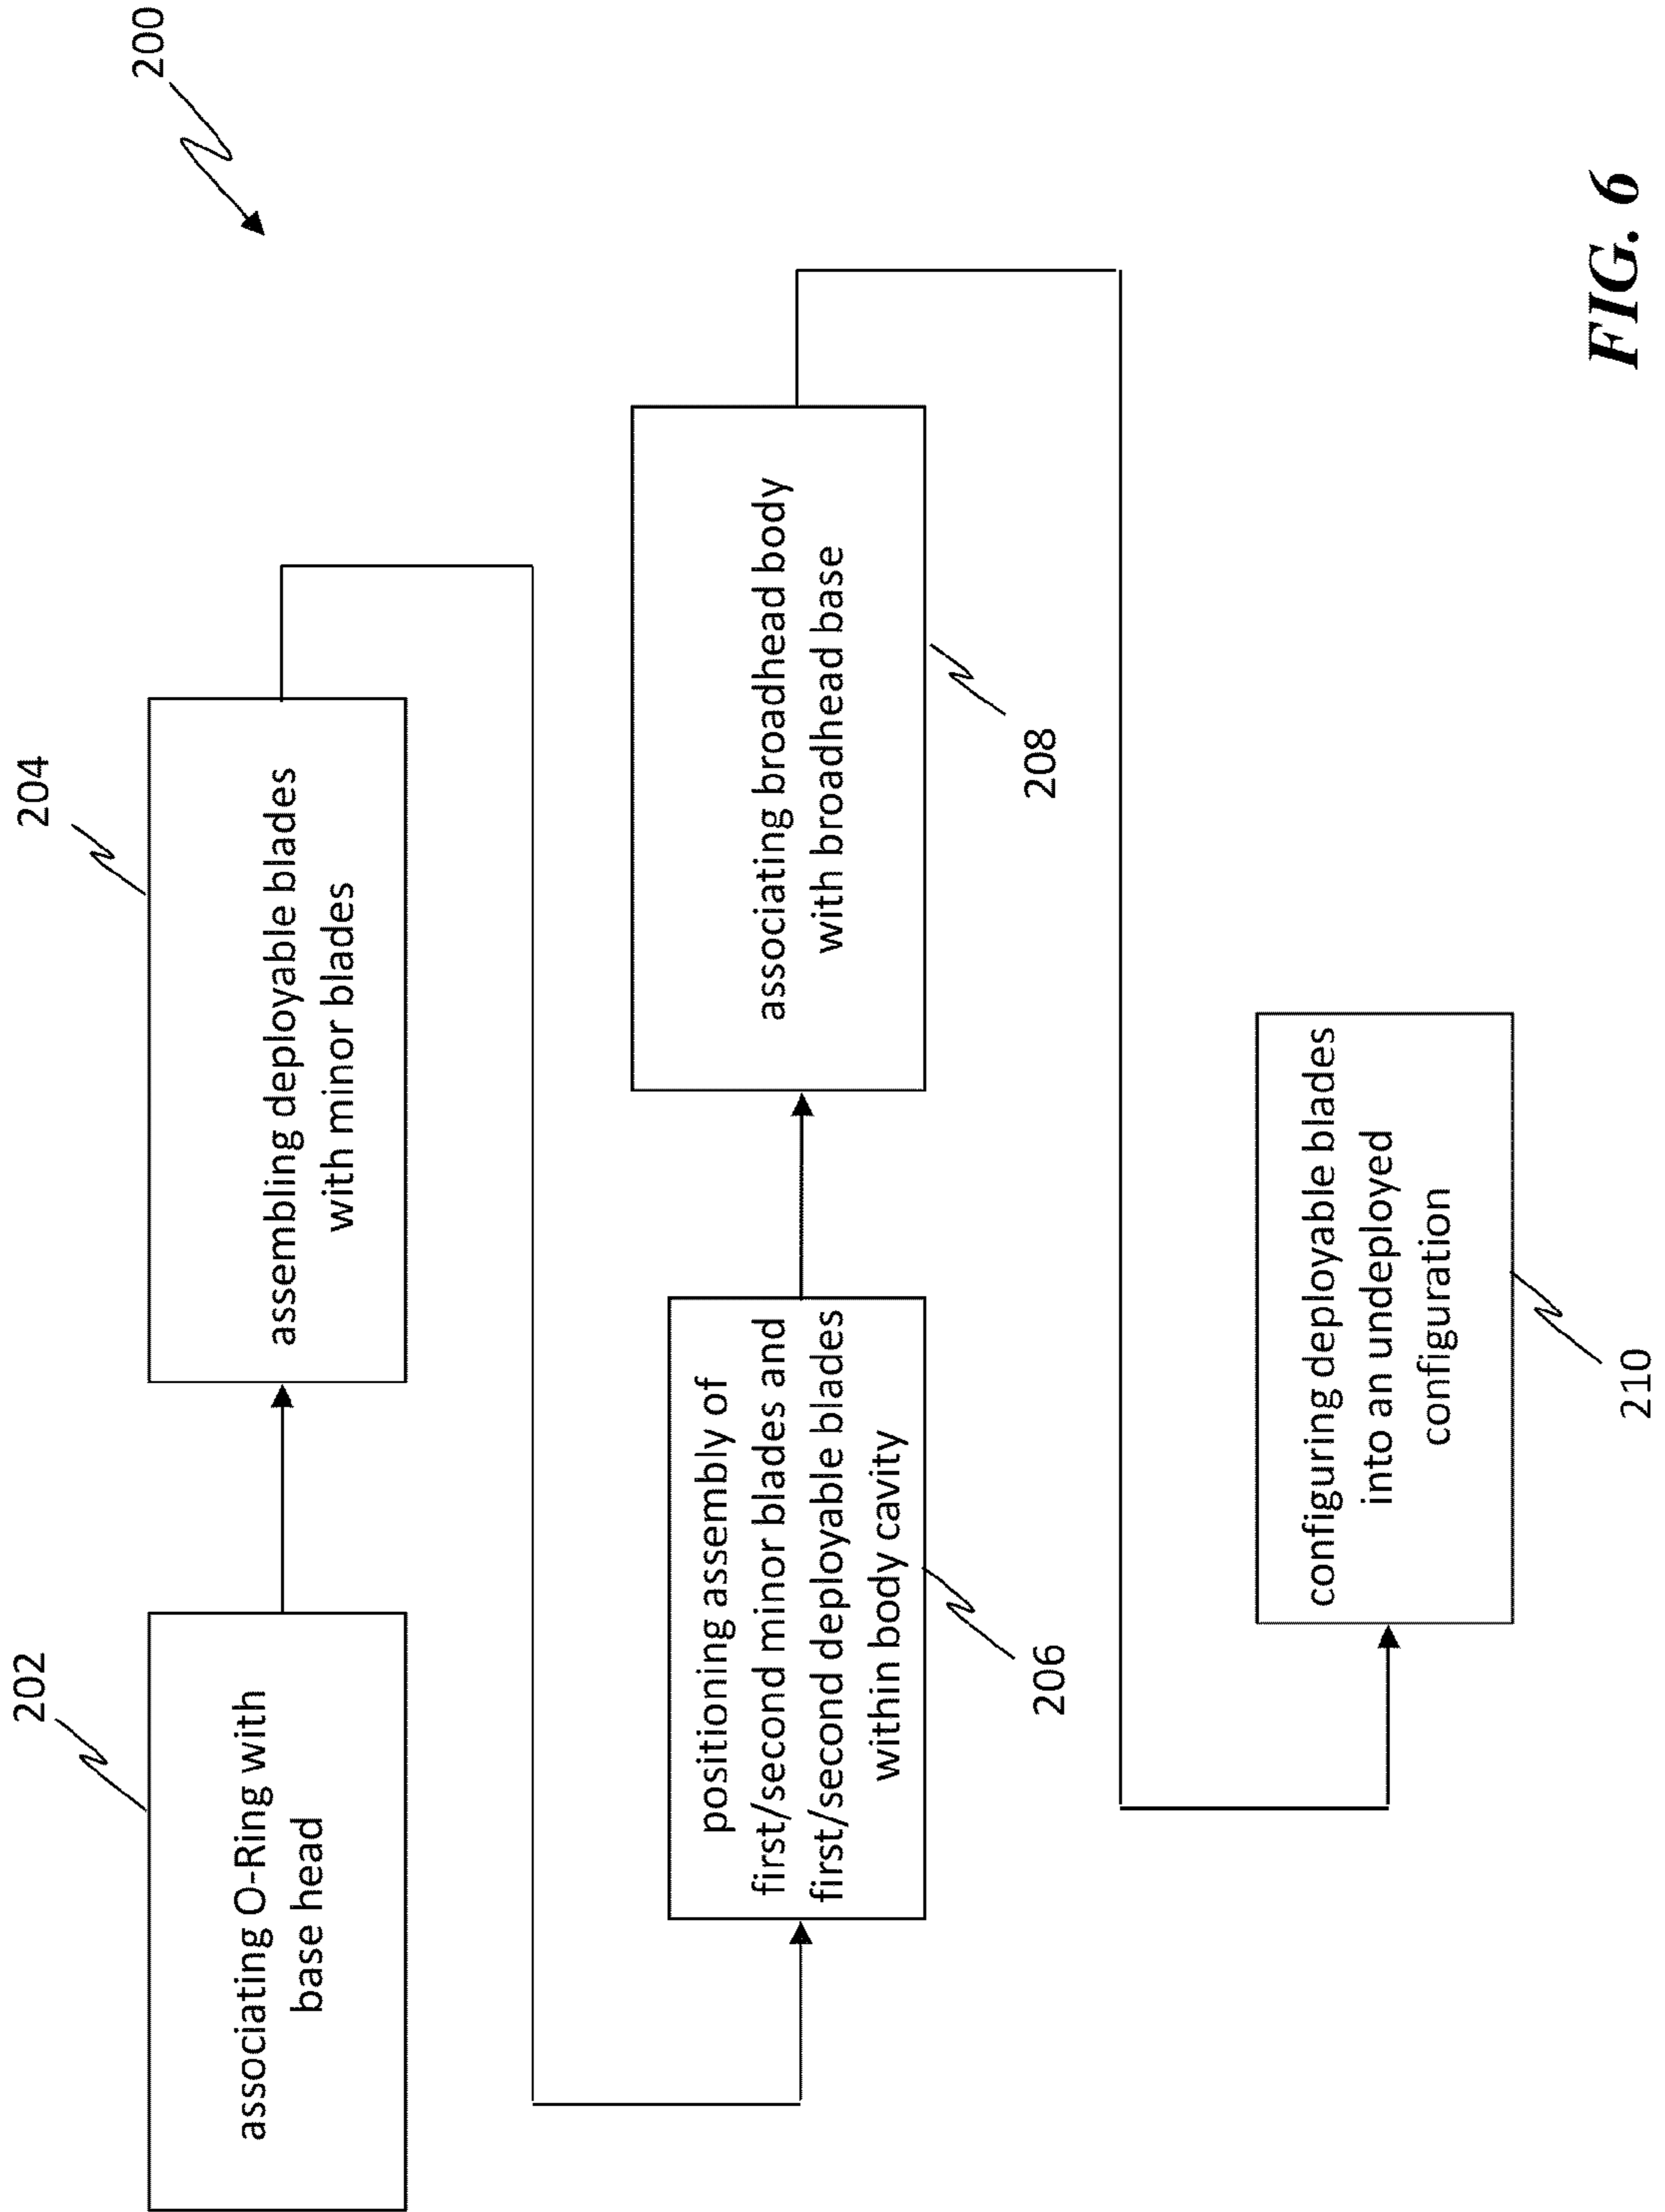 200
202
associating O-Ring with
base head
204
assembling deployable blades
with minor blades
positioning assembly of
first/second minor blades and
first/second deployable blades
within body cavity
206
associating broadhead body
with broadhead base
208
configuring deployable blades
into an undeployed
configuration
210
FIG. 6